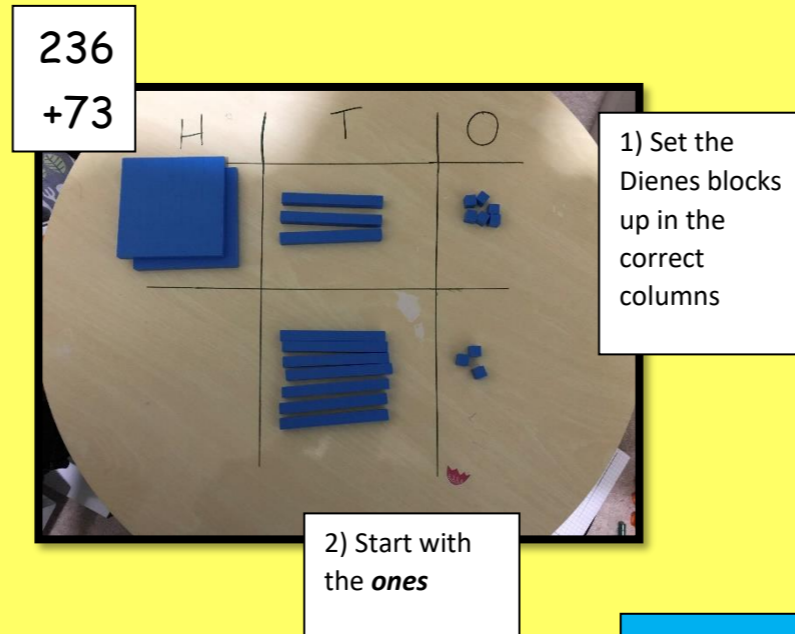 236
+73
H T O
1) Set the
Dienes blocks
up in the
correct
columns
2) Start with
the ones